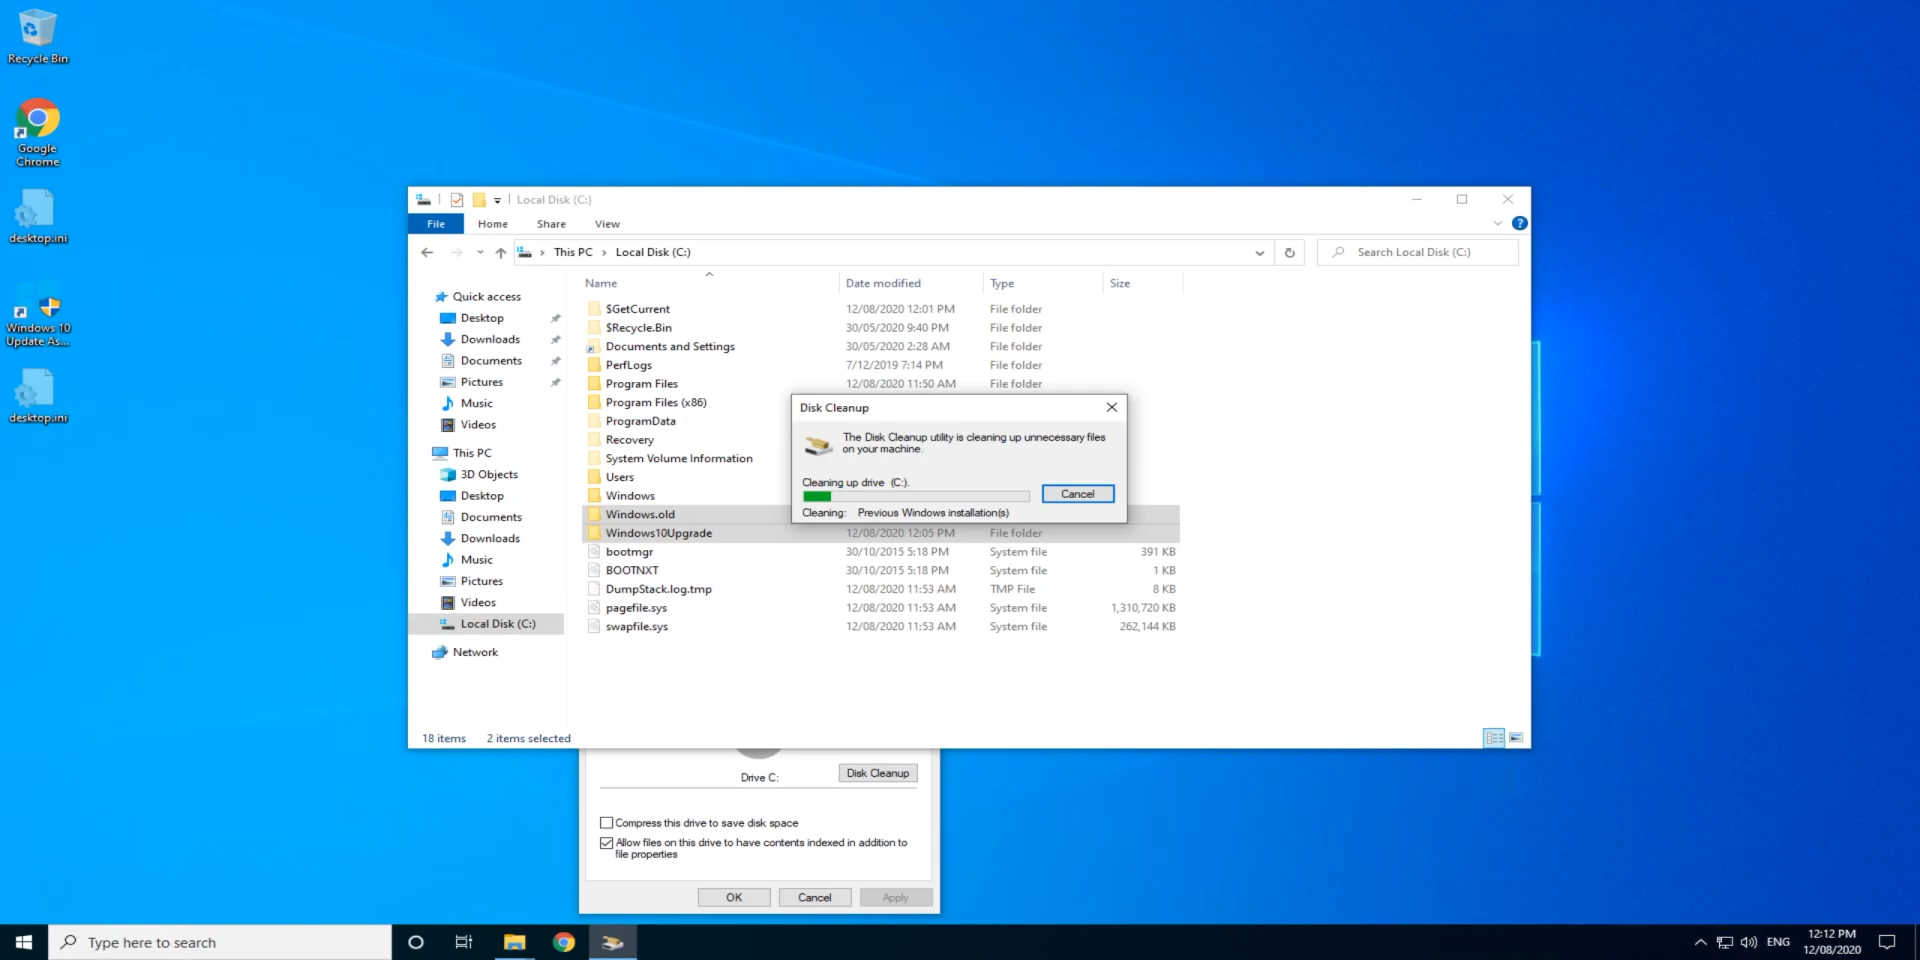 Recycle Bin
Google
Chrome
desktop.ini
Windows 10
Update As...
desktop.ini
Local Disk (C:)
File
Home
Share
View
This PC
Local Disk (C:)
Search Local Disk (C:)
Quick access
Desktop
Downloads
Documents
Pictures
Music
Videos
This PC
3D Objects
Desktop
Documents
Downloads
Music
Pictures
Videos
Local Disk (C:)
Network
Name Date modified Type Size
$GetCurrent 12/08/2020 12:01 PM File folder
$Recycle.Bin 30/05/2020 9:40 PM File folder
Documents and Settings 30/05/2020 2:28 AM File folder
PerfLogs 7/12/2019 7:14 PM File folder
Program Files 12/08/2020 11:50 AM File folder
Program Files (x86)
ProgramData
Recovery
System Volume Information
Users
Windows
Windows.old
Windows10Upgrade 12/08/2020 12:05 PM File folder
bootmgr 30/10/2015 5:18 PM System file 391 KB
BOOTNXT 30/10/2015 5:18 PM System file 1 KB
DumpStack.log.tmp 12/08/2020 11:53 AM TMP File 8 KB
pagefile.sys 12/08/2020 11:53 AM System file 1,310,720 KB
swapfile.sys 12/08/2020 11:53 AM System file 262,144 KB
18 items 2 items selected
Disk Cleanup
The Disk Cleanup utility is cleaning up unnecessary files
on your machine.
Cleaning up drive (C:).
Cancel
Cleaning: Previous Windows installation(s)
Drive C:
Disk Cleanup
Compress this drive to save disk space
Allow files on this drive to have contents indexed in addition to
file properties
OK
Cancel
Apply
Type here to search
ENG
12:12 PM
12/08/2020